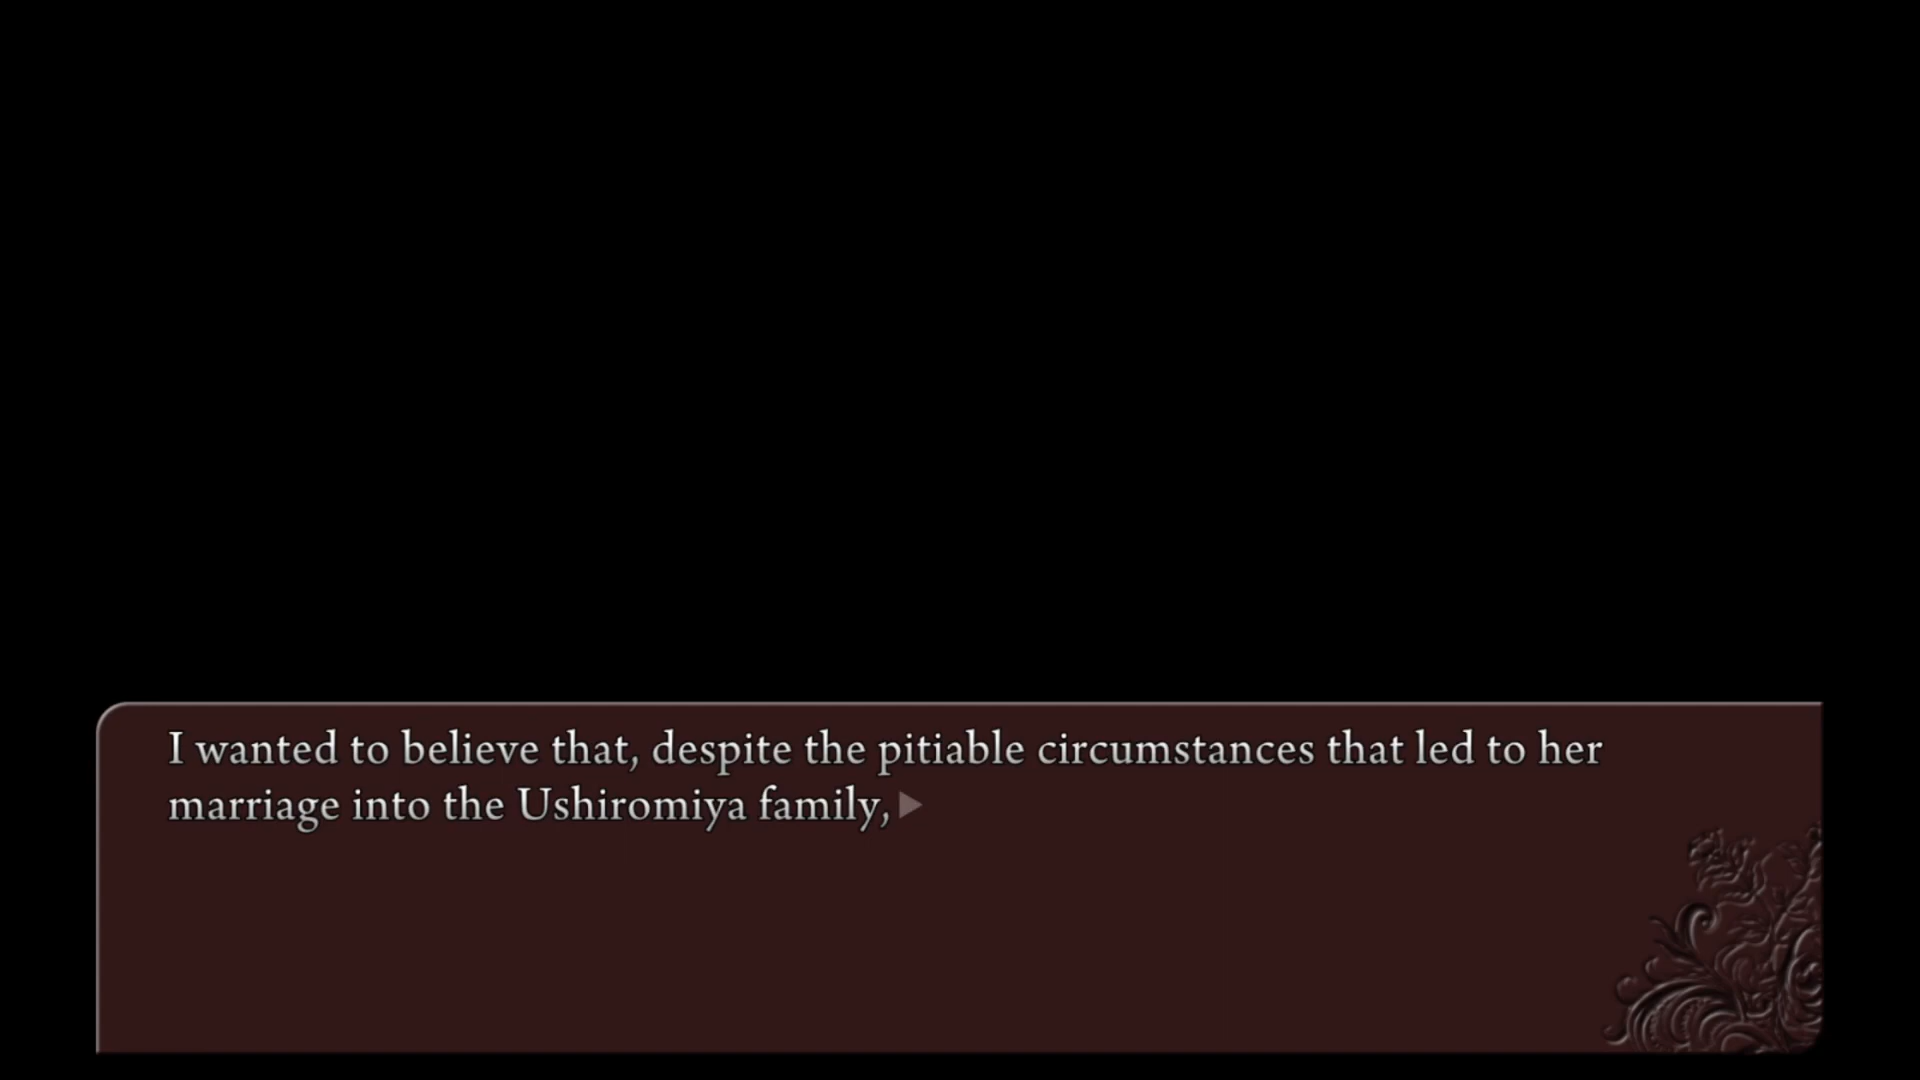 I wanted to believe that, despite the pitiable circumstances that led to her
marriage into the Ushiromiya family,